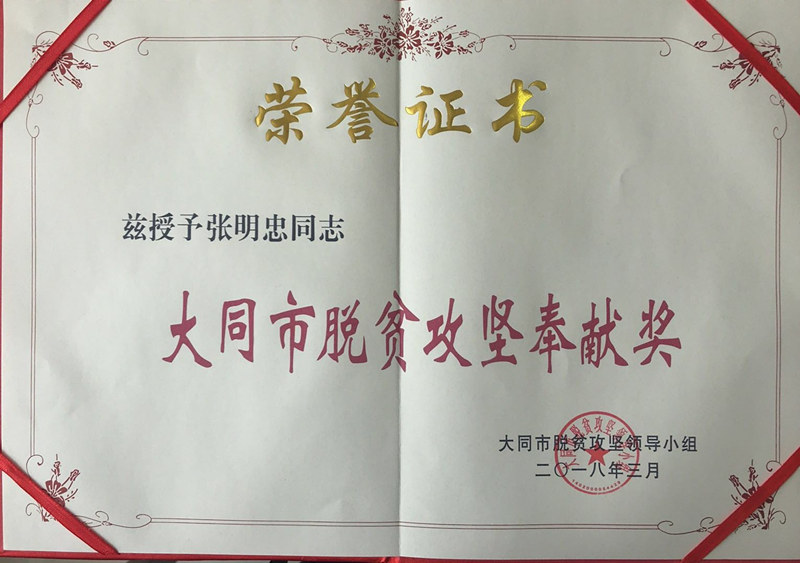 荣誉证书
兹授予张明忠同志
大同市脱贫攻坚奉献奖
大同市脱贫攻坚领导小组
二〇一八年三月